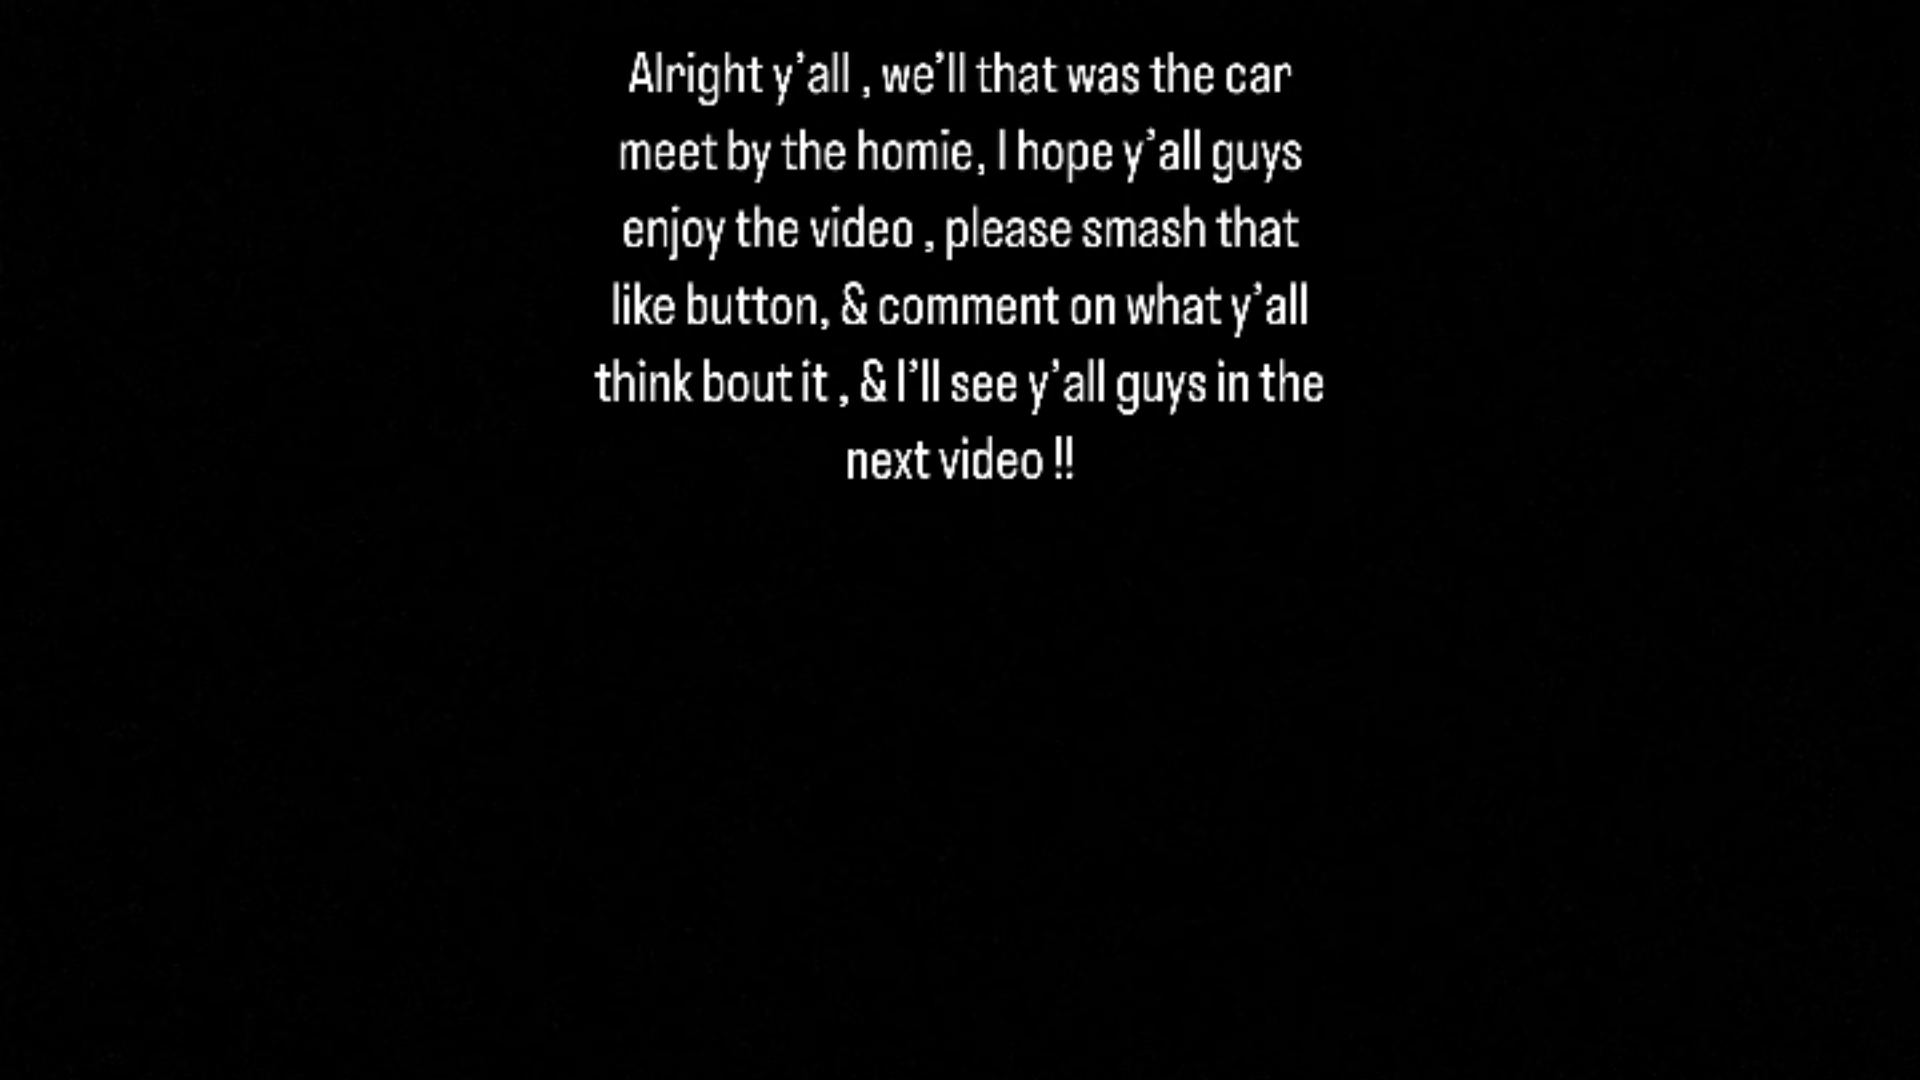 Alright y’all , we’ll that was the car
meet by the homie, I hope y’all guys
enjoy the video , please smash that
like button, & comment on what y’all
think bout it , & I’ll see y’all guys in the
next video !!